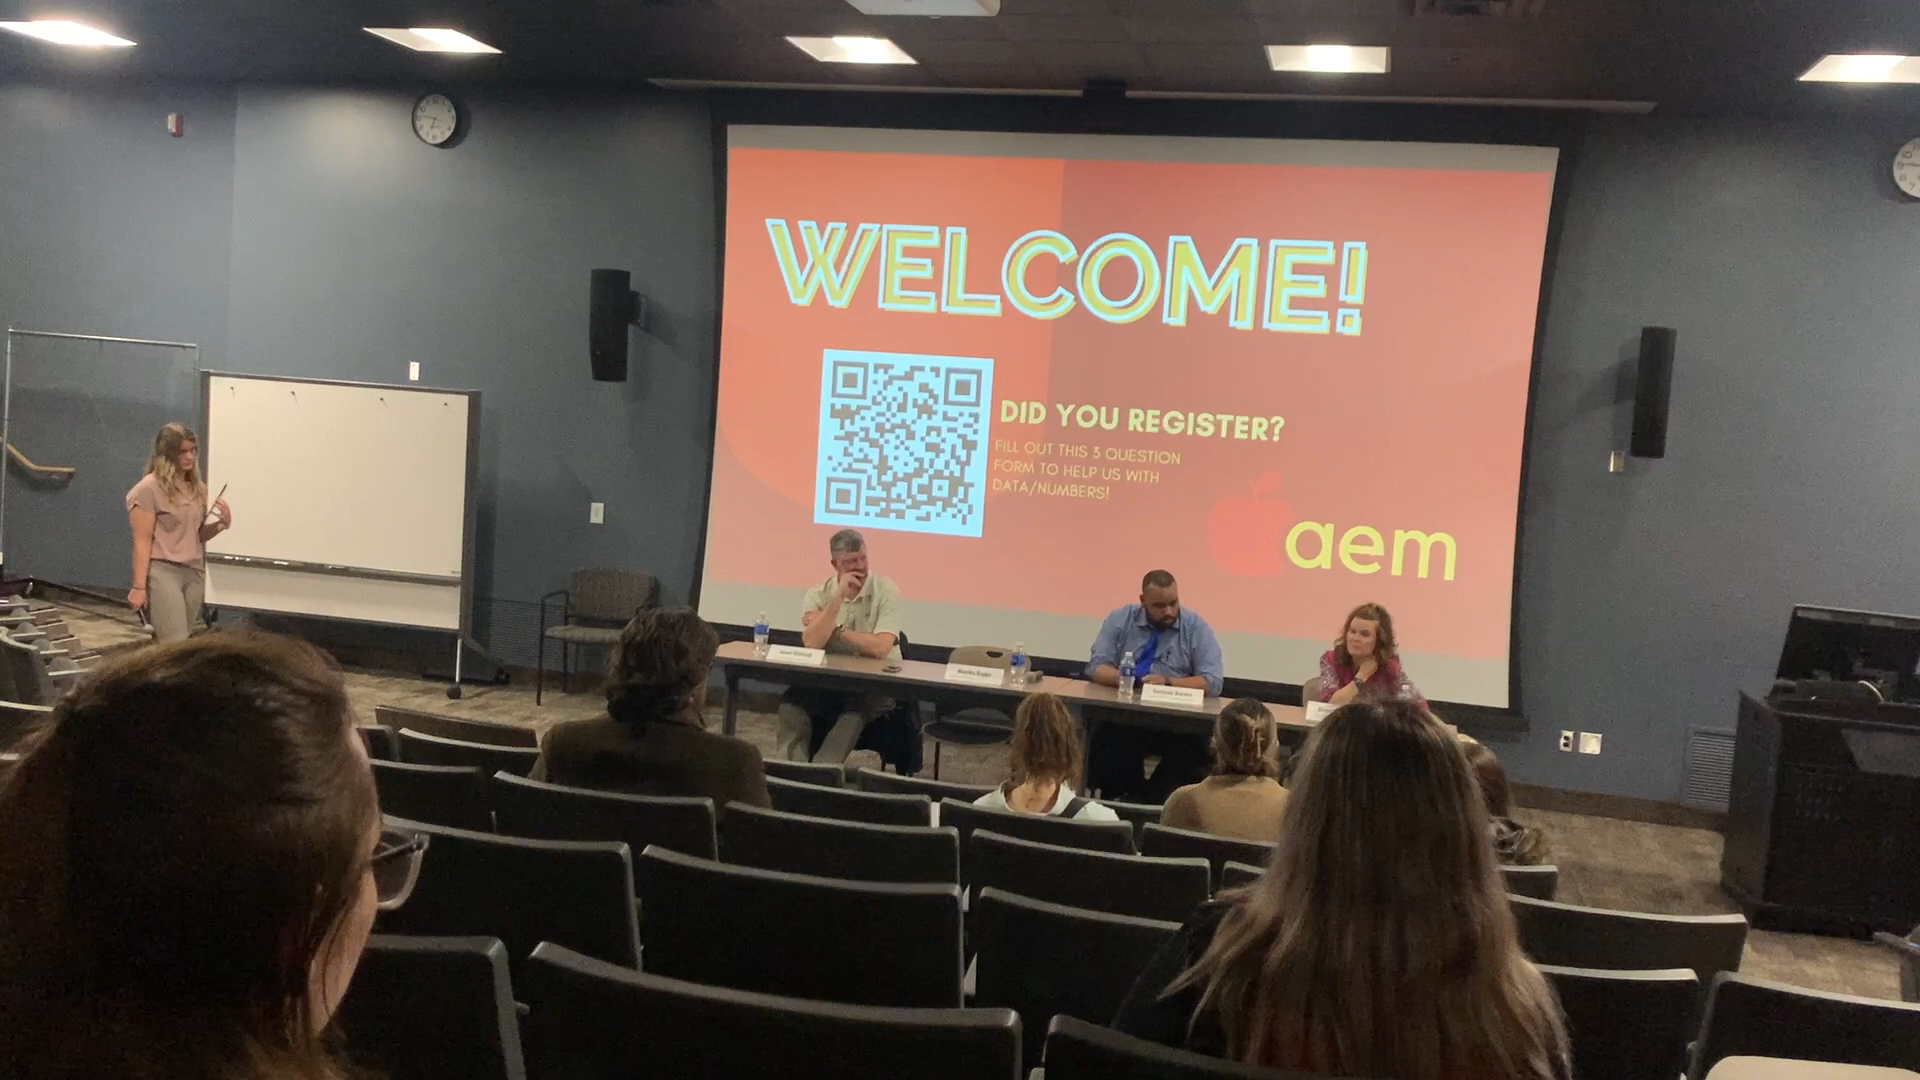 WELCOME!
DID YOU REGISTER?
FILL OUT THIS 3 QUESTION
FORM TO HELP US WITH
DATA/NUMBERS!
aem